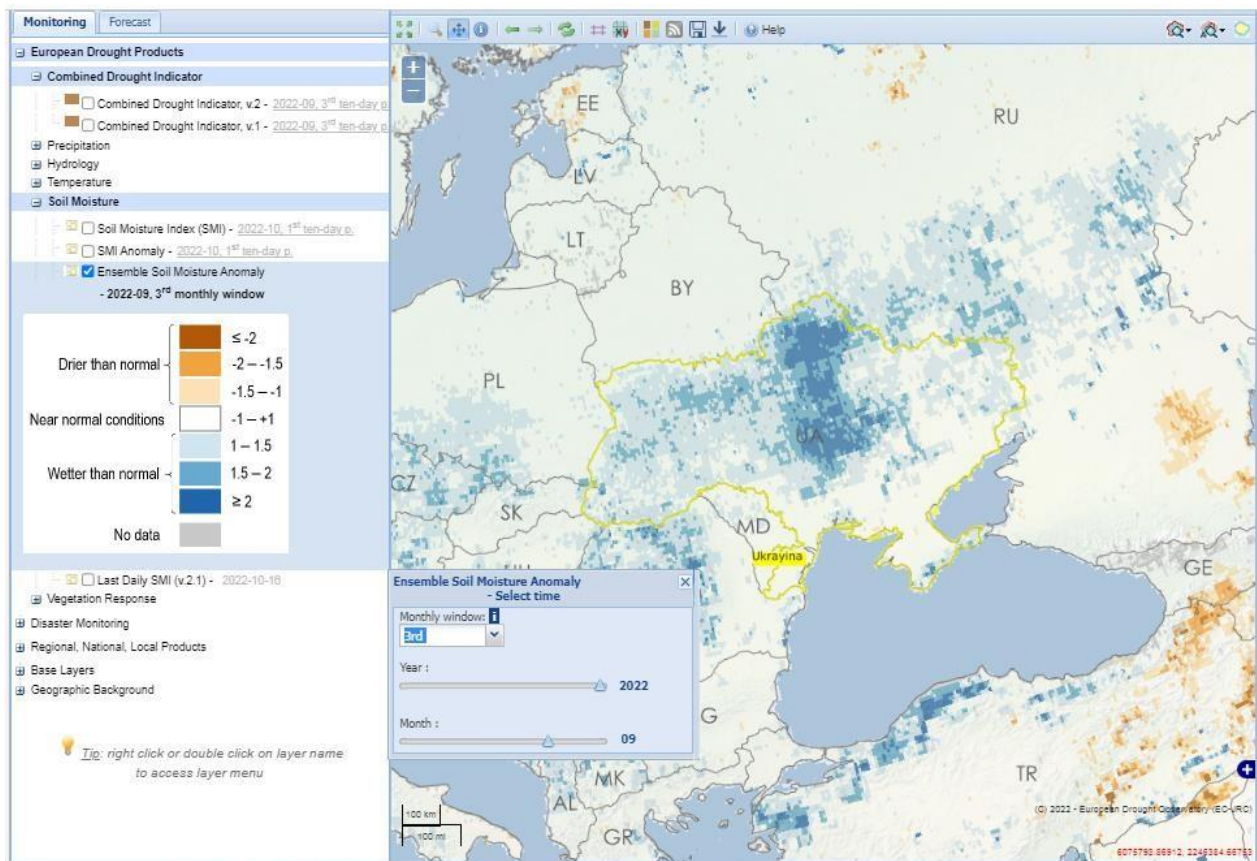 Monitoring
Forecast
Help
European Drought Products
Combined Drought Indicator
Combined Drought Indicator, v.2 - 2022-09, 3rd ten-day p.
Combined Drought Indicator, v.1 - 2022-09, 3rd ten-day p.
Precipitation
Hydrology
Temperature
Soil Moisture
Soil Moisture Index (SMI) - 2022-10, 1st ten-day p.
SMI Anomaly - 2022-10, 1st ten-day p.
Ensemble Soil Moisture Anomaly
- 2022-09, 3rd monthly window
≤ -2
Drier than normal
-2 – -1.5
-1.5 – -1
Near normal conditions
-1 – +1
1 – 1.5
Wetter than normal
1.5 – 2
≥ 2
No data
Last Daily SMI (v.2.1) - 2022-10-16
Vegetation Response
Disaster Monitoring
Regional, National, Local Products
Base Layers
Geographic Background
Tip: right click or double click on layer name
to access layer menu
EE
RU
LV
LT
BY
PL
UA
CZ
SK
MD
Ukrayina
GE
Ensemble Soil Moisture Anomaly
- Select time
Monthly window: i
3rd
Year :
2022
Month :
09
G
MK
TR
AL
GR
100 km
100 mi
(C) 2022 - European Drought Observatory (EC-JRC)